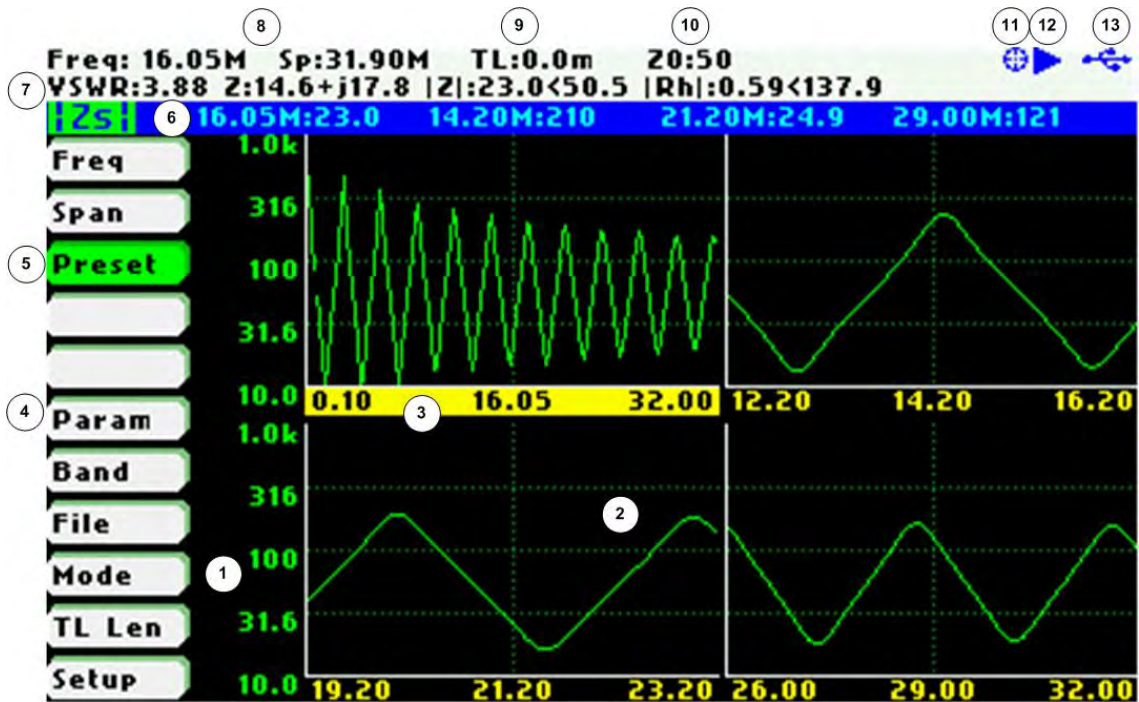 8 9 10 11 12 13
Freq: 16.05M Sp:31.90M TL:0.0m 20:50
7 VSWR:3.88 Z:14.6+j17.8 |Z|:23.0<50.5 |Rh|:0.59<137.9
|Zs| 6 16.05M:23.0 14.20M:210 21.20M:24.9 29.00M:121
Freq
Span
5 Preset
4 Param
Band
File
Mode
TL Len
Setup
1.0k
316
100
31.6
10.0
0.10 16.05 32.00 12.20 14.20 16.20
3
1.0k
316
2
100
1
31.6
10.0
19.20 21.20 23.20 26.00 29.00 32.00